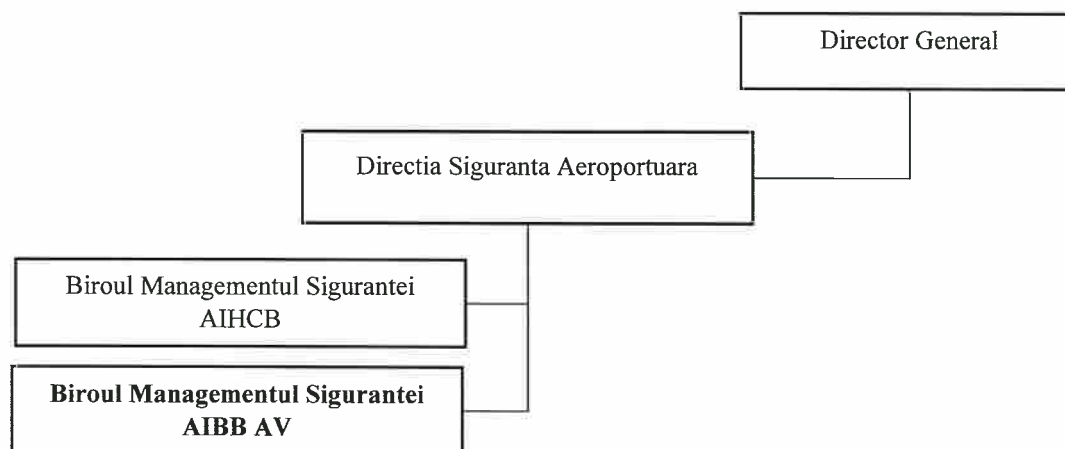 Director General
Directia Siguranta Aeroportuara
Biroul Managementul Sigurantei
AIHCB
Biroul Managementul Sigurantei
AIBB AV